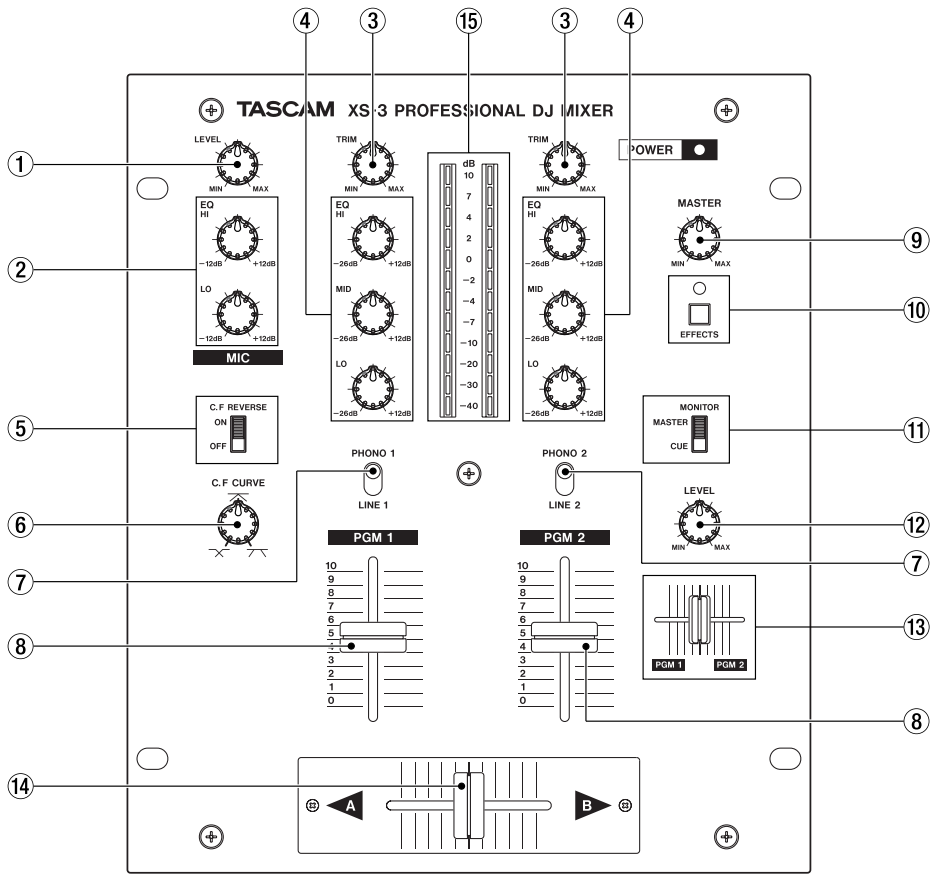 4 3 15 3 4
TASCAM XS-3 PROFESSIONAL DJ MIXER
1
LEVEL
MIN MAX
TRIM
MIN MAX
TRIM
MIN MAX
POWER
2
EQ
HI
-12dB +12dB
LO
-12dB +12dB
MIC
EQ
HI
-26dB +12dB
MID
-26dB +12dB
LO
-26dB +12dB
dB
10
7
4
2
0
-2
-4
-7
-10
-20
-30
-40
EQ
HI
-26dB +12dB
MID
-26dB +12dB
LO
-26dB +12dB
MASTER
MIN MAX
9
EFFECTS
10
5
C.F REVERSE
ON
OFF
MONITOR
MASTER
CUE
11
6
C.F CURVE
PHONO 1
LINE 1
PHONO 2
LINE 2
LEVEL
MIN MAX
12
7
7
PGM 1
10
9
8
7
6
5
4
3
2
1
0
PGM 2
10
9
8
7
6
5
4
3
2
1
0
8
8
PGM 1 PGM 2
13
14
A B